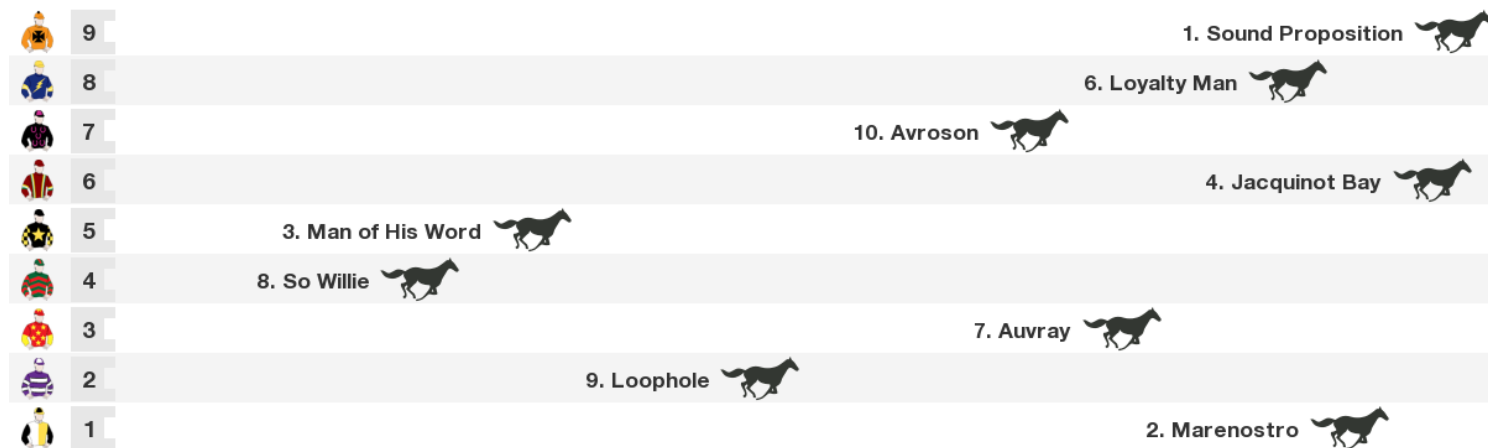 9 1. Sound Proposition
8 6. Loyalty Man
7 10. Avroson
6 4. Jacquinot Bay
5 3. Man of His Word
4 8. So Willie
3 7. Auvray
2 9. Loophole
1 2. Marenostro